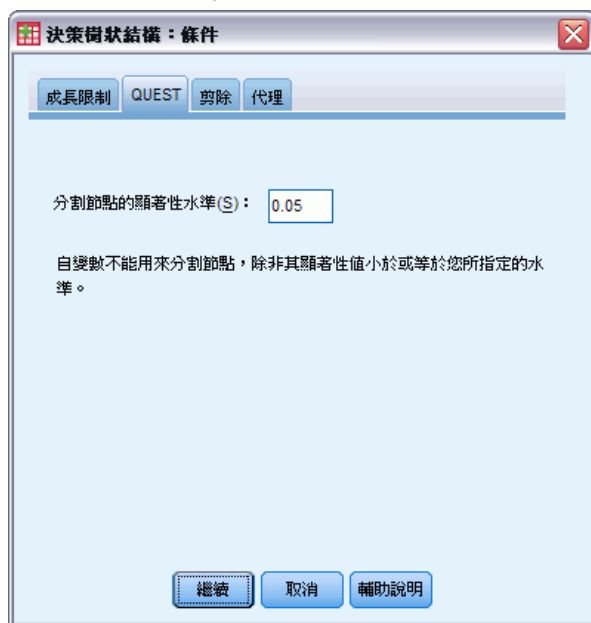 決策樹狀結構：條件
成長限制 QUEST 剪除 代理
分割節點的顯著性水準(S)： 0.05
自變數不能用來分割節點，除非其顯著性值小於或等於您所指定的水
準。
繼續 取消 輔助說明